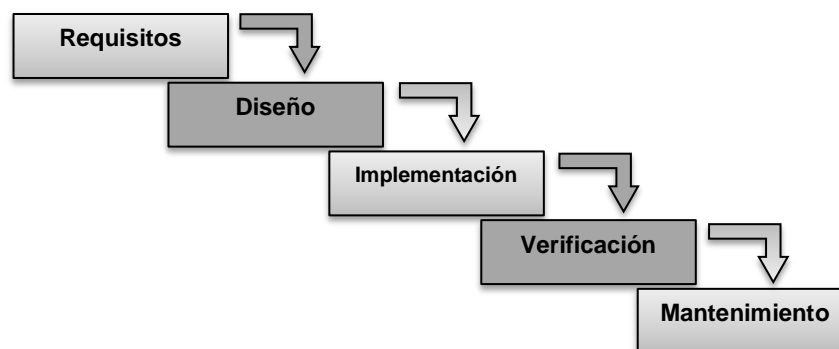 Requisitos
Diseño
Implementación
Verificación
Mantenimiento